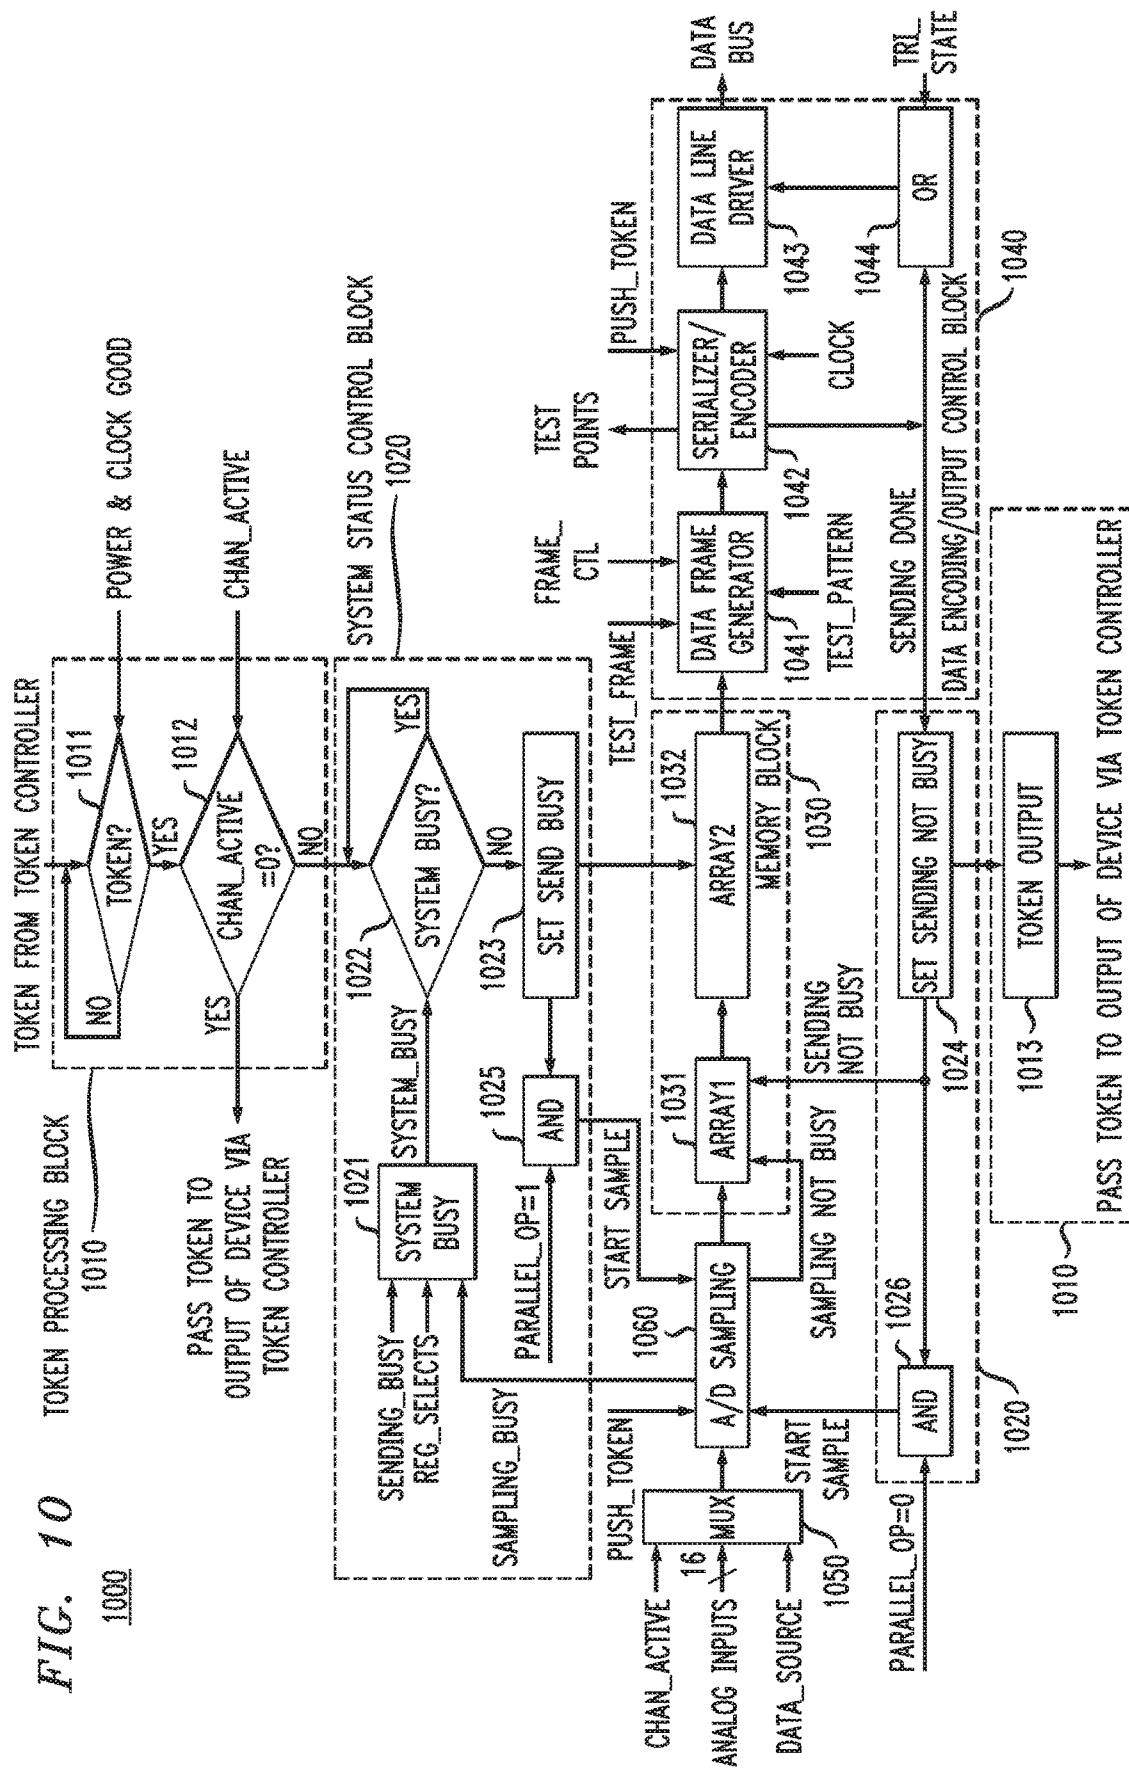 FIG. 10
1000
TOKEN PROCESSING BLOCK
1010
TOKEN FROM TOKEN CONTROLLER
TOKEN?
1011
NO
YES
POWER & CLOCK GOOD
CHAN_ACTIVE
=0?
1012
CHAN_ACTIVE
YES
NO
PASS TOKEN TO
OUTPUT OF DEVICE VIA
TOKEN CONTROLLER
SYSTEM STATUS CONTROL BLOCK
1020
SENDING_BUSY
REG_SELECTS
SAMPLING_BUSY
SYSTEM
BUSY
1021
SYSTEM_BUSY
SYSTEM BUSY?
1022
YES
NO
SET SEND BUSY
1023
AND
1025
PARALLEL_OP=1
START SAMPLE
PUSH_TOKEN
CHAN_ACTIVE
ANALOG INPUTS
16
DATA_SOURCE
MUX
1050
A/D SAMPLING
1060
START
SAMPLE
SAMPLING NOT BUSY
ARRAY1
1031
SENDING
NOT BUSY
ARRAY2
1032
MEMORY BLOCK
1030
TEST_FRAME
FRAME_
CTL
DATA FRAME
GENERATOR
1041
TEST_PATTERN
TEST
POINTS
PUSH_TOKEN
SERIALIZER/
ENCODER
1042
CLOCK
DATA LINE
DRIVER
1043
DATA
BUS
OR
1044
TRI_
STATE
SENDING DONE
DATA ENCODING/OUTPUT CONTROL BLOCK
1040
PARALLEL_OP=0
AND
1026
1020
SET SENDING NOT BUSY
1024
TOKEN OUTPUT
1013
1010
PASS TOKEN TO OUTPUT OF DEVICE VIA TOKEN CONTROLLER